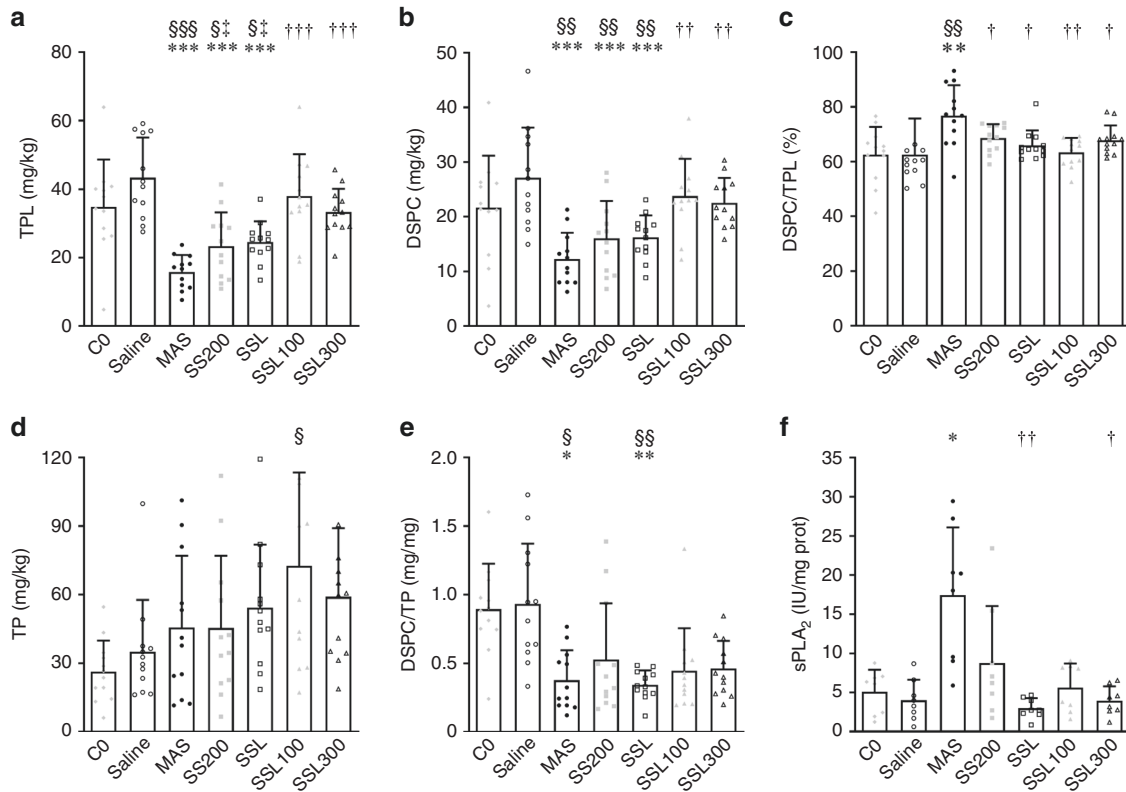 a
§§§ §‡ §‡ ††† †††
*** *** ***
80
60
40
20
0
TPL (mg/kg)
C0 Saline MAS SS200 SSL SSL100 SSL300
b
§§ §§ §§ †† ††
*** *** ***
50
40
30
20
10
0
DSPC (mg/kg)
C0 Saline MAS SS200 SSL SSL100 SSL300
c
§§ † † †† †
**
100
80
60
40
20
0
DSPC/TPL (%)
C0 Saline MAS SS200 SSL SSL100 SSL300
d
§
120
90
60
30
0
TP (mg/kg)
C0 Saline MAS SS200 SSL SSL100 SSL300
e
§ §§
* **
2.0
1.5
1.0
0.5
0.0
DSPC/TP (mg/mg)
C0 Saline MAS SS200 SSL SSL100 SSL300
f
* †† †
35
30
25
20
15
10
5
0
sPLA₂ (IU/mg prot)
C0 Saline MAS SS200 SSL SSL100 SSL300